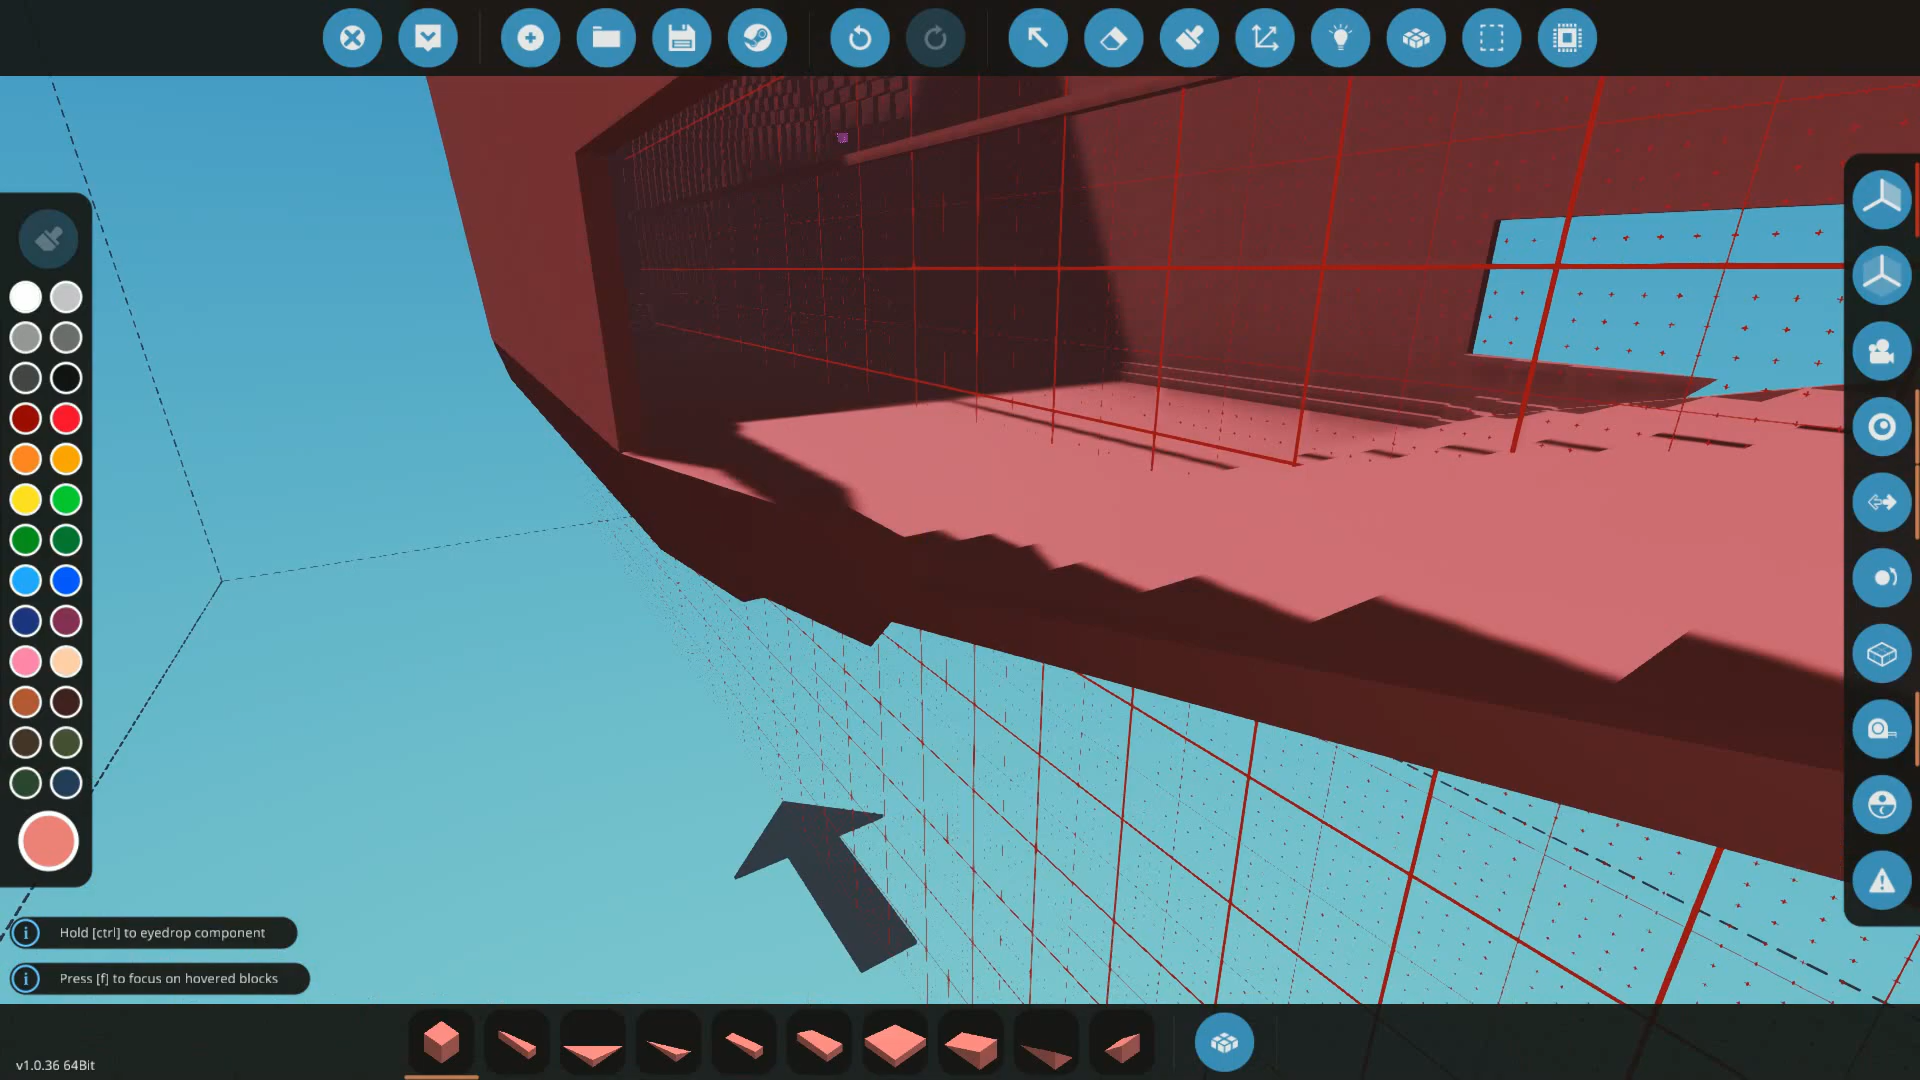 Hold [ctrl] to eyedrop component
Press [f] to focus on hovered blocks
v1.0.36 64Bit